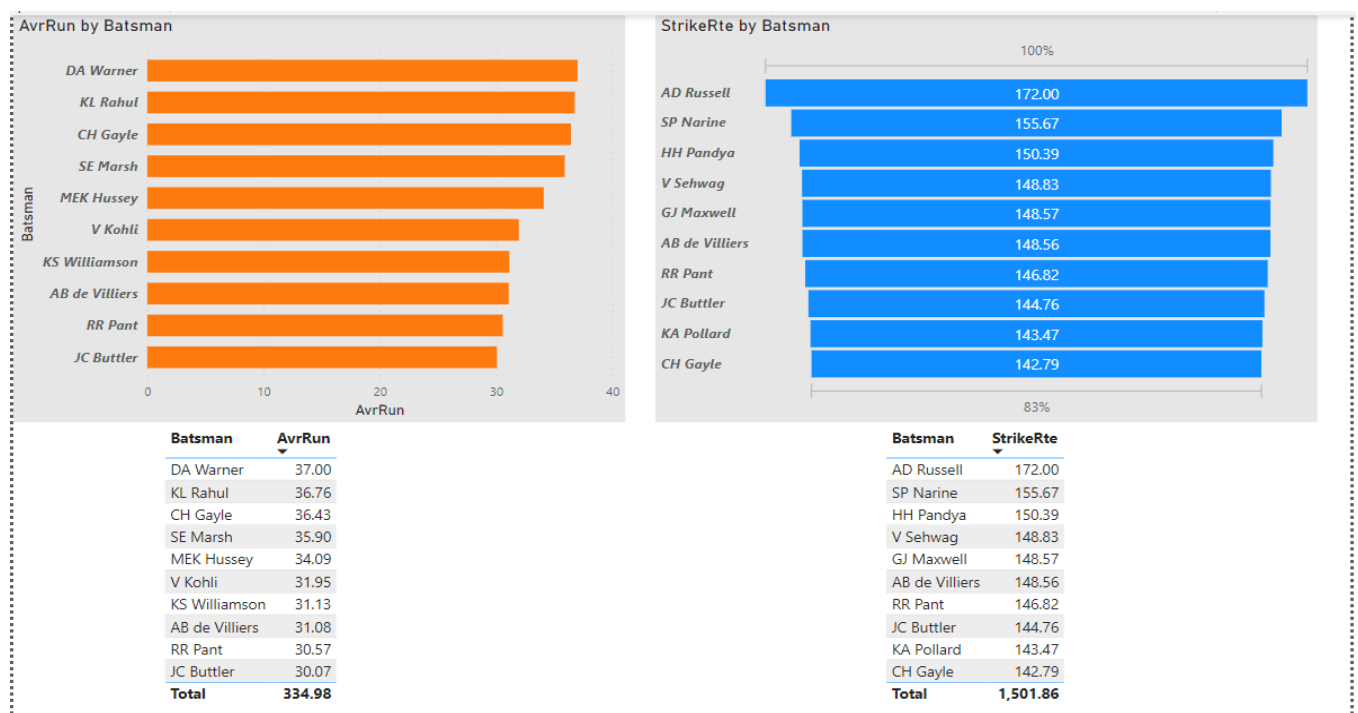 AvrRun by Batsman
Batsman
DA Warner
KL Rahul
CH Gayle
SE Marsh
MEK Hussey
V Kohli
KS Williamson
AB de Villiers
RR Pant
JC Buttler
0 10 20 30 40
AvrRun
StrikeRte by Batsman
100%
AD Russell 172.00
SP Narine 155.67
HH Pandya 150.39
V Sehwag 148.83
GJ Maxwell 148.57
AB de Villiers 148.56
RR Pant 146.82
JC Buttler 144.76
KA Pollard 143.47
CH Gayle 142.79
83%
Batsman AvrRun
DA Warner 37.00
KL Rahul 36.76
CH Gayle 36.43
SE Marsh 35.90
MEK Hussey 34.09
V Kohli 31.95
KS Williamson 31.13
AB de Villiers 31.08
RR Pant 30.57
JC Buttler 30.07
Total 334.98
Batsman StrikeRte
AD Russell 172.00
SP Narine 155.67
HH Pandya 150.39
V Sehwag 148.83
GJ Maxwell 148.57
AB de Villiers 148.56
RR Pant 146.82
JC Buttler 144.76
KA Pollard 143.47
CH Gayle 142.79
Total 1,501.86